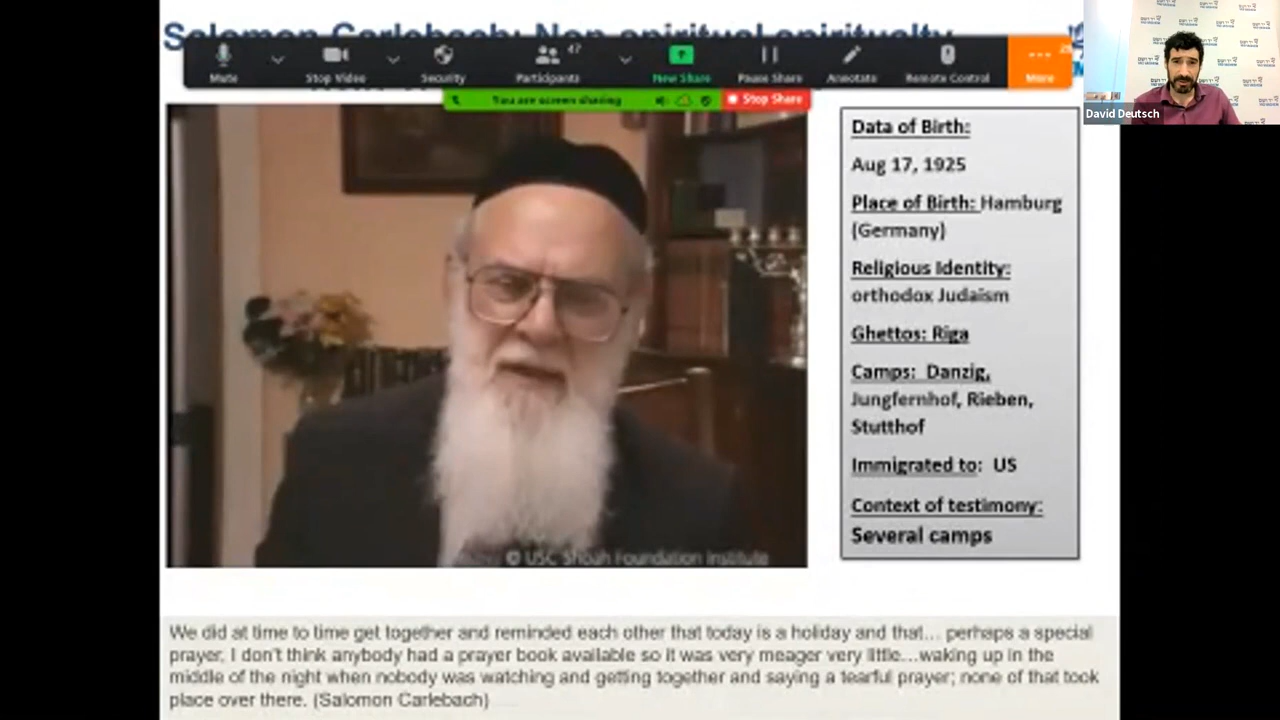 Salomon Carlebach: Non-spiritual spiritualty
Mute
Stop Video
Security
Participants
47
New Share
Pause Share
Annotate
Remote Control
More
You are screen sharing
Stop Share
David Deutsch
Data of Birth:
Aug 17, 1925
Place of Birth: Hamburg
(Germany)
Religious Identity:
orthodox Judaism
Ghettos: Riga
Camps: Danzig,
Jungfernhof, Rieben,
Stutthof
Immigrated to: US
Context of testimony:
Several camps
© USC Shoah Foundation Institute
We did at time to time get together and reminded each other that today is a holiday and that... perhaps a special
prayer, I don't think anybody had a prayer book available so it was very meager very little...waking up in the
middle of the night when nobody was watching and getting together and saying a tearful prayer; none of that took
place over there. (Salomon Carlebach)